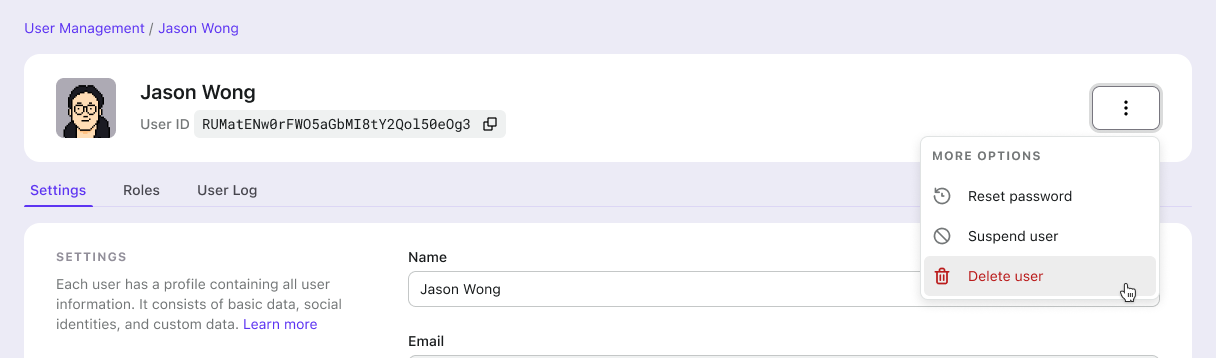 User Management / Jason Wong
Jason Wong
User ID RUMatENw0rFWO5aGbMI8tY2Qol50eOg3
MORE OPTIONS
Reset password
Suspend user
Delete user
Settings Roles User Log
SETTINGS
Each user has a profile containing all user
information. It consists of basic data, social
identities, and custom data. Learn more
Name
Jason Wong
Email